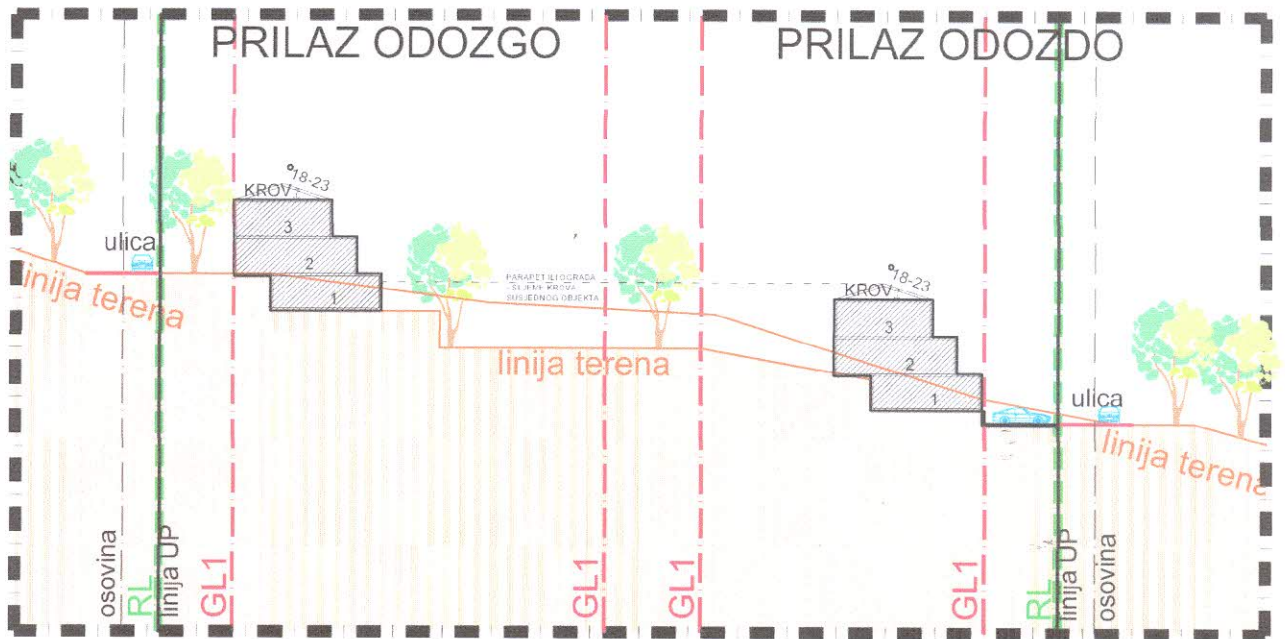 PRILAZ ODOZGO
PRILAZ ODOZDO
°18-23
KROV
3
2
1
ulica
linija terena
PARAPET ILI OGRADA
- SLJEME KROVA
SUSJEDNOG OBJEKTA
linija terena
°18-23
KROV
3
2
1
ulica
linija terena
osovina
RL
linija UP
GL1
GL1
GL1
GL1
RL
linija UP
osovina